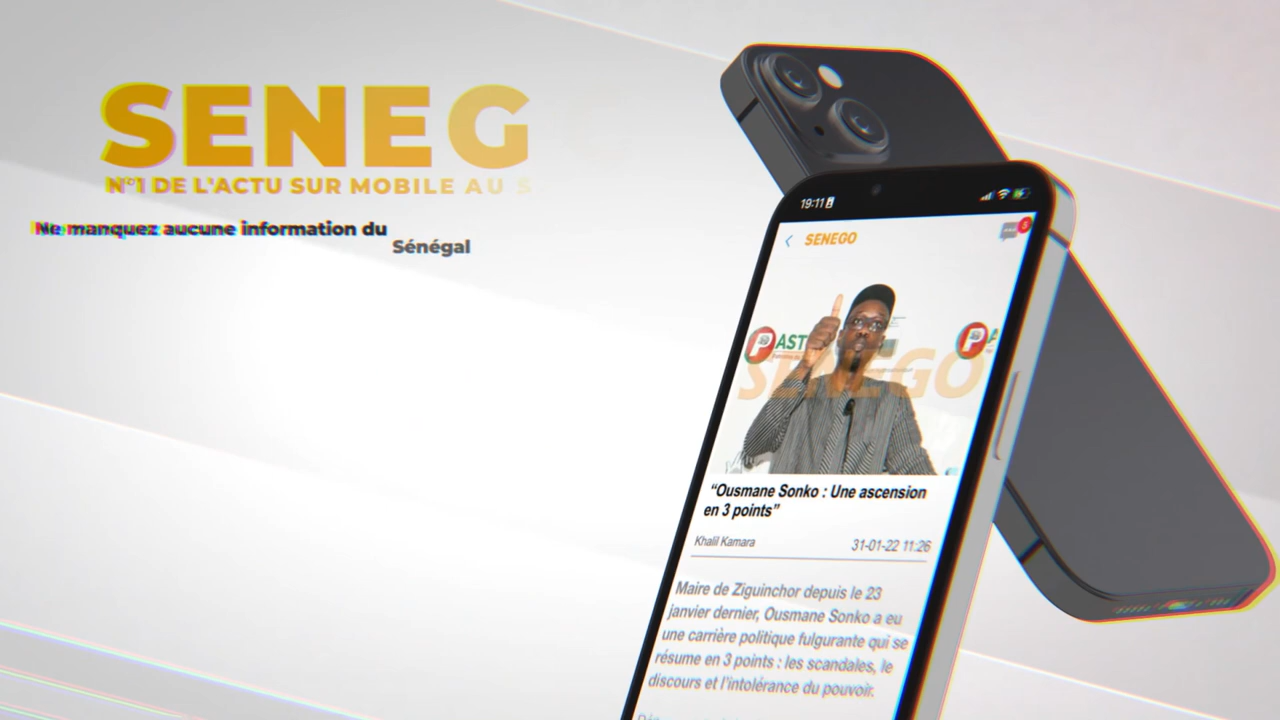 SENEG
N°1 DE L'ACTU SUR MOBILE AU S
Ne manquez aucune information du
Sénégal
19:11
SENEGO
3
PAST
P
SENEGO
“Ousmane Sonko : Une ascension
en 3 points”
Khalil Kamara 31-01-22 11:26
Maire de Ziguinchor depuis le 23
janvier dernier, Ousmane Sonko a eu
une carrière politique fulgurante qui se
résume en 3 points : les scandales, le
discours et l'intolérance du pouvoir.